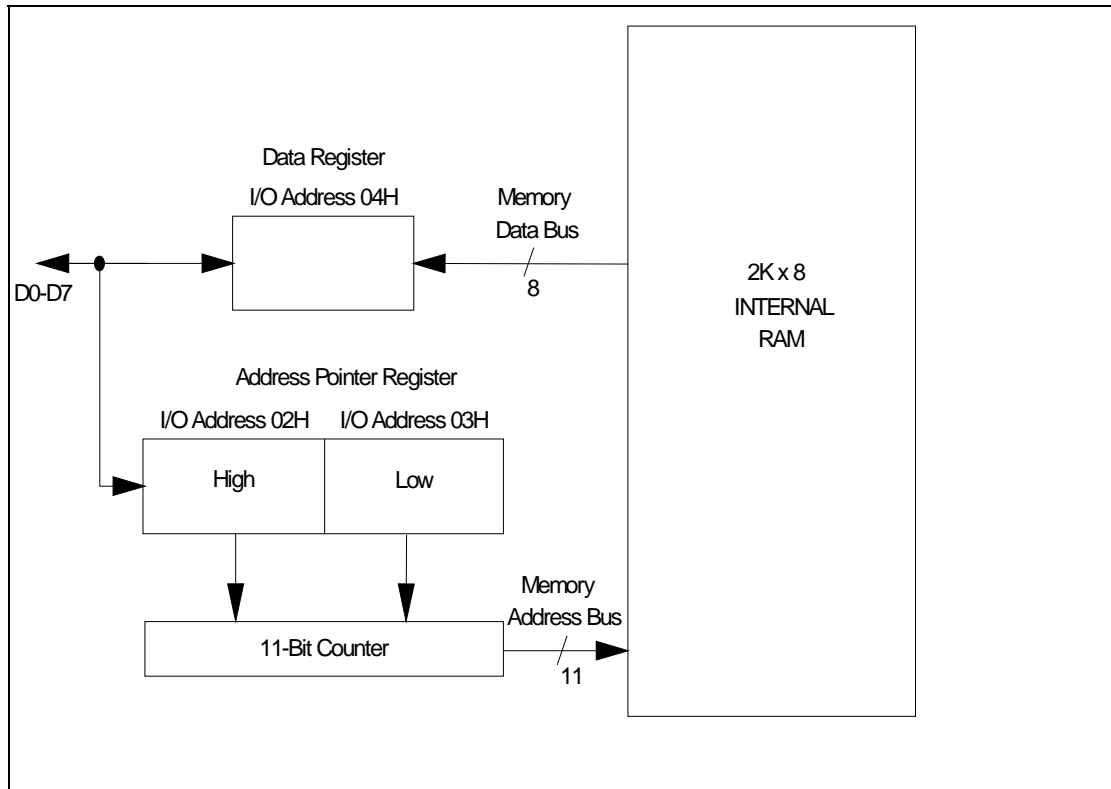 Data Register
I/O Address 04H
Memory
Data Bus
8
D0-D7
2K x 8
INTERNAL
RAM
Address Pointer Register
I/O Address 02H
I/O Address 03H
High
Low
Memory
Address Bus
11
11-Bit Counter